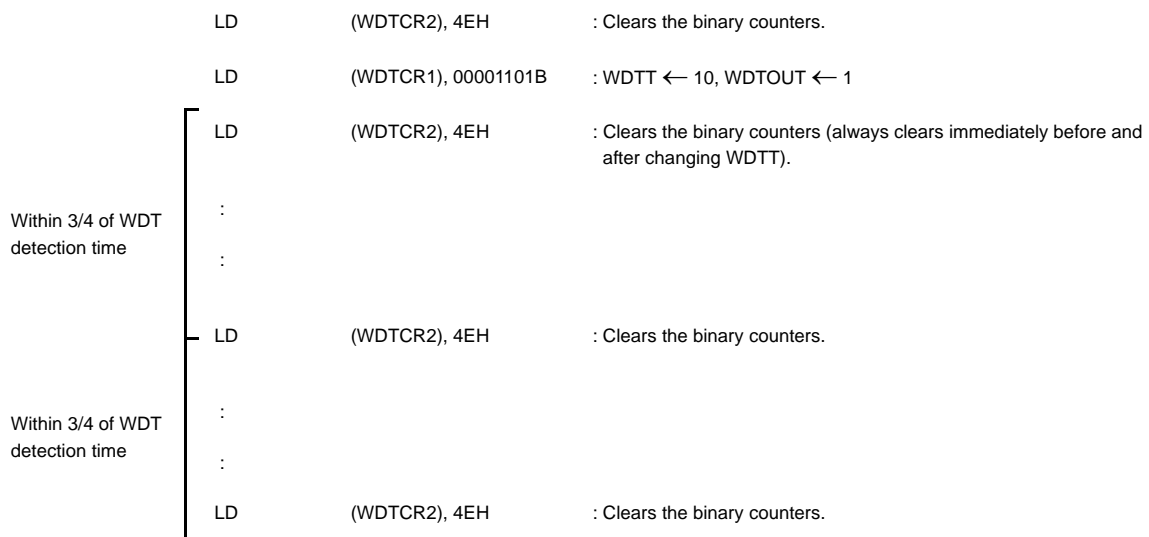 LD (WDTCR2), 4EH : Clears the binary counters.
LD (WDTCR1), 00001101B : WDTT ← 10, WDTOUT ← 1
LD (WDTCR2), 4EH : Clears the binary counters (always clears immediately before and
after changing WDTT).
Within 3/4 of WDT :
detection time
:
LD (WDTCR2), 4EH : Clears the binary counters.
Within 3/4 of WDT :
detection time
:
LD (WDTCR2), 4EH : Clears the binary counters.